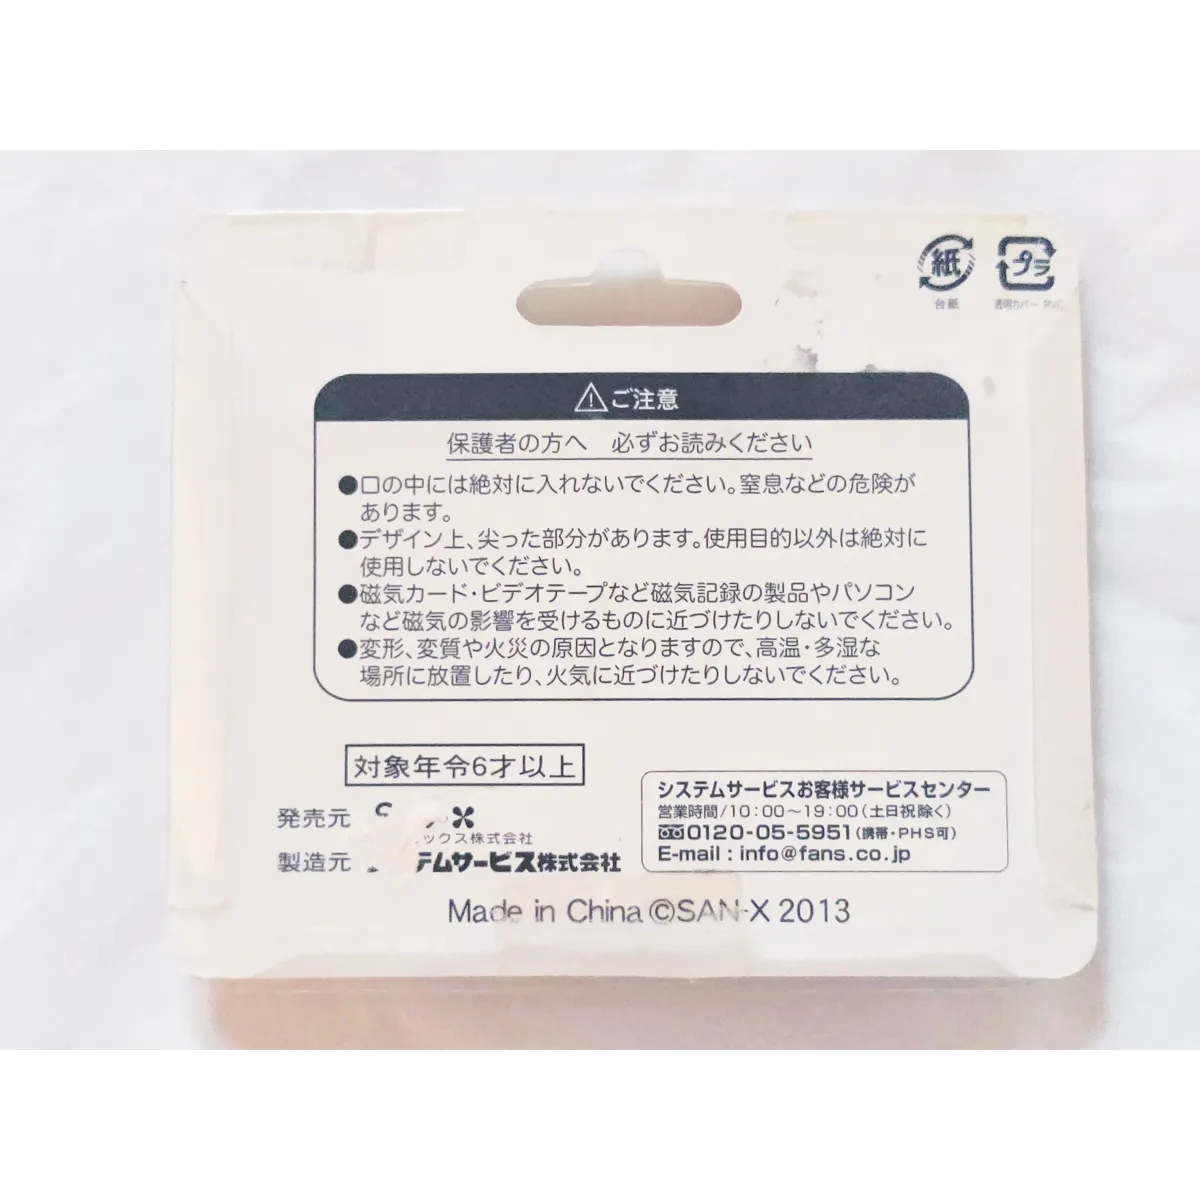 紙
プラ
台紙
透明カバー PVC
ご注意
保護者の方へ 必ずお読みください
●口の中には絶対に入れないでください。窒息などの危険が
あります。
●デザイン上、尖った部分があります。使用目的以外は絶対に
使用しないでください。
●磁気カード・ビデオテープなど磁気記録の製品やパソコン
など磁気の影響を受けるものに近づけたりしないでください。
●変形、変質や火災の原因となりますので、高温・多湿な
場所に放置したり、火気に近づけたりしないでください。
対象年令6才以上
発売元
ックス株式会社
製造元 テムサービス株式会社
システムサービスお客様サービスセンター
営業時間/10:00～19:00(土日祝除く)
0120-05-5951(携帯・PHS可)
E-mail : info@fans.co.jp
Made in China ©SAN-X 2013